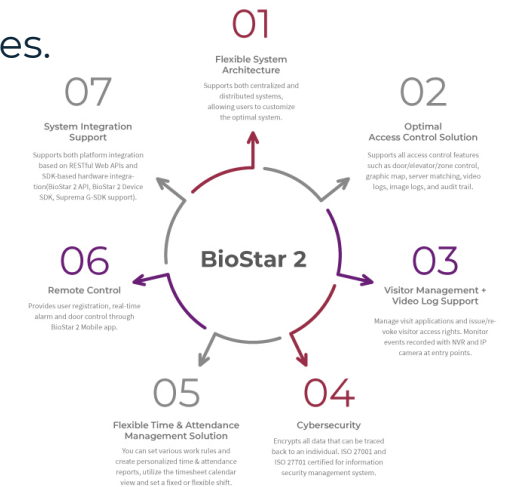 es.
01
Flexible System
Architecture
Supports both centralized and
distributed systems,
allowing users to customize
the optimal system.
02
Optimal
Access Control Solution
Supports all access control features
such as door/elevator/zone control,
graphic map, server matching, video
logs, image logs, and audit trail.
03
Visitor Management +
Video Log Support
Manage visit applications and issue/re-
voke visitor access rights. Monitor
events recorded with NVR and IP
camera at entry points.
04
Cybersecurity
Encrypts all data that can be traced
back to an individual. ISO 27001 and
ISO 27701 certified for information
security management system.
05
Flexible Time & Attendance
Management Solution
You can set various work rules and
create personalized time & attendance
reports, utilize the timesheet calendar
view and set a fixed or flexible shift.
06
Remote Control
Provides user registration, real-time
alarm and door control through
BioStar 2 Mobile app.
07
System Integration
Support
Supports both platform integration
based on RESTful Web APIs and
SDK-based hardware integra-
tion(BioStar 2 API, BioStar 2 Device
SDK, Suprema G-SDK support).
BioStar 2